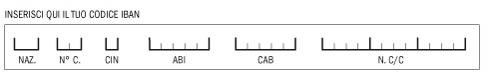 INSERISCI QUI IL TUO CODICE IBAN
NAZ. N° C. CIN ABI CAB N. C/C